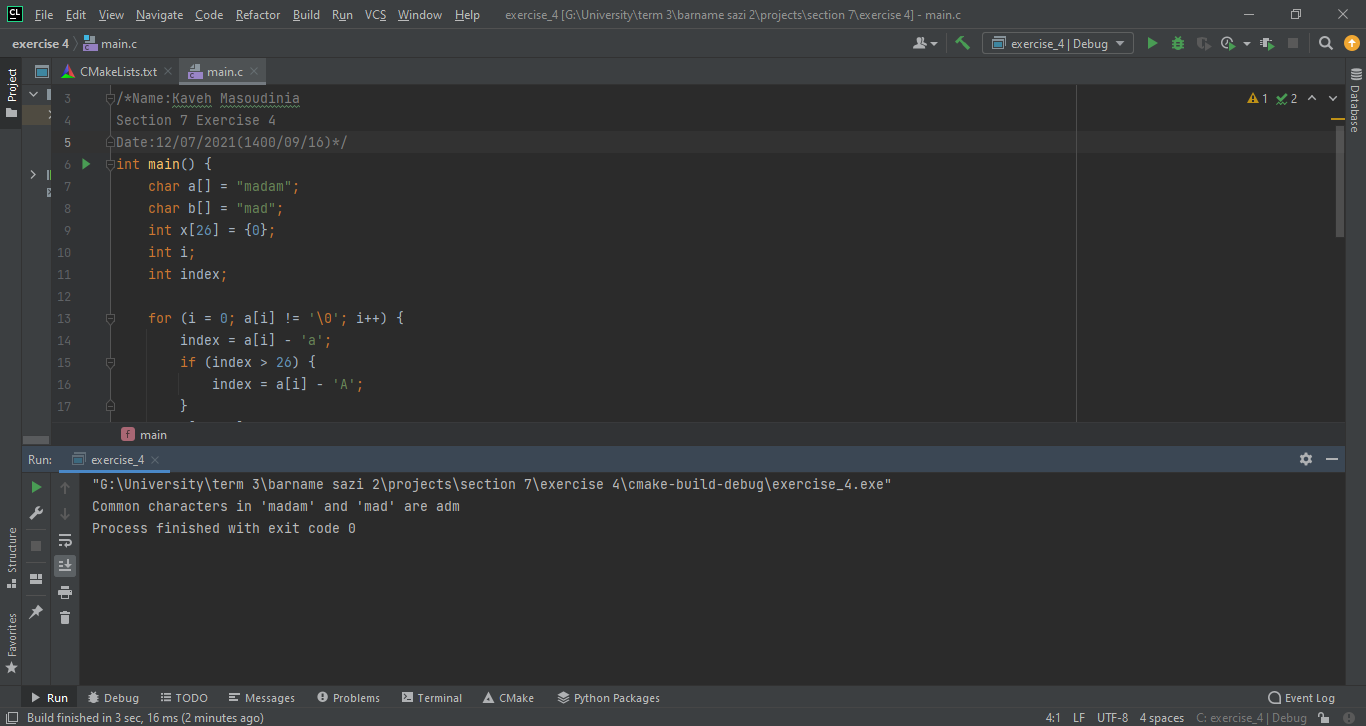 CL File Edit View Navigate Code Refactor Build Run VCS Window Help exercise_4 [G:\University\term 3\barname sazi 2\projects\section 7\exercise 4] - main.c
exercise 4 main.c exercise_4 | Debug
CMakeLists.txt main.c
Project
Database
1 2
3 /*Name:Kaveh Masoudinia
4 Section 7 Exercise 4
5 Date:12/07/2021(1400/09/16)*/
6 int main() {
7 char a[] = "madam";
8 char b[] = "mad";
9 int x[26] = {0};
10 int i;
11 int index;
12
13 for (i = 0; a[i] != '\0'; i++) {
14 index = a[i] - 'a';
15 if (index > 26) {
16 index = a[i] - 'A';
17 }
f main
Run: exercise_4
"G:\University\term 3\barname sazi 2\projects\section 7\exercise 4\cmake-build-debug\exercise_4.exe"
Common characters in 'madam' and 'mad' are adm
Process finished with exit code 0
Structure
Favorites
Run Debug TODO Messages Problems Terminal CMake Python Packages Event Log
Build finished in 3 sec, 16 ms (2 minutes ago) 4:1 LF UTF-8 4 spaces C: exercise_4 | Debug